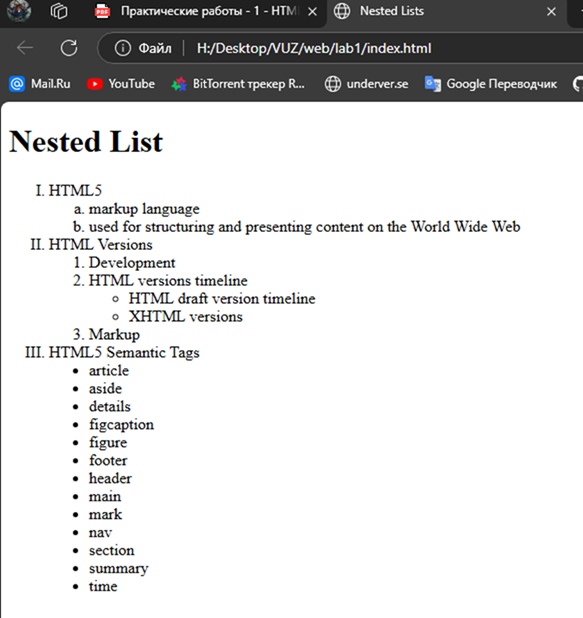 Практические работы - 1 - HTM
Nested Lists
Файл
H:/Desktop/VUZ/web/lab1/index.html
Mail.Ru
YouTube
BitTorrent трекер R...
underver.se
Google Переводчик
Nested List
I. HTML5
a. markup language
b. used for structuring and presenting content on the World Wide Web
II. HTML Versions
1. Development
2. HTML versions timeline
HTML draft version timeline
XHTML versions
3. Markup
III. HTML5 Semantic Tags
article
aside
details
figcaption
figure
footer
header
main
mark
nav
section
summary
time